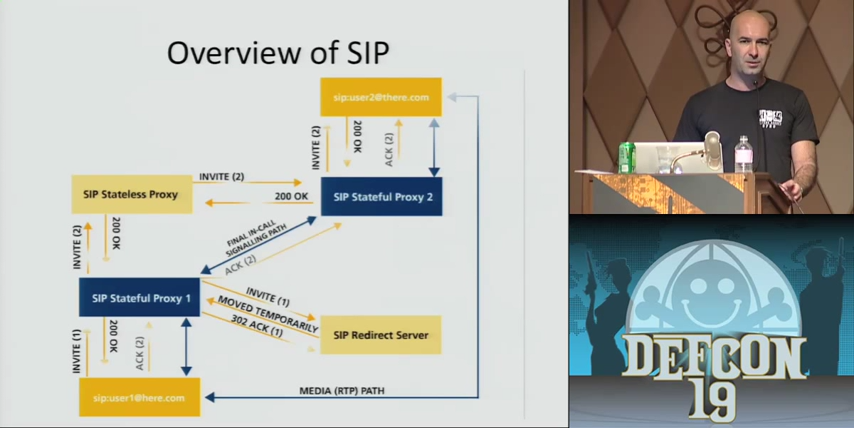 Overview of SIP
sip:user2@there.com
INVITE (2)
200 OK
ACK (2)
SIP Stateless Proxy
INVITE (2)
200 OK
SIP Stateful Proxy 2
INVITE (2)
200 OK
FINAL IN-CALL
SIGNALLING PATH
ACK (2)
SIP Stateful Proxy 1
INVITE (1)
MOVED TEMPORARILY
302 ACK (1)
SIP Redirect Server
INVITE (1)
200 OK
ACK (2)
sip:user1@here.com
MEDIA (RTP) PATH
DEFCON
19